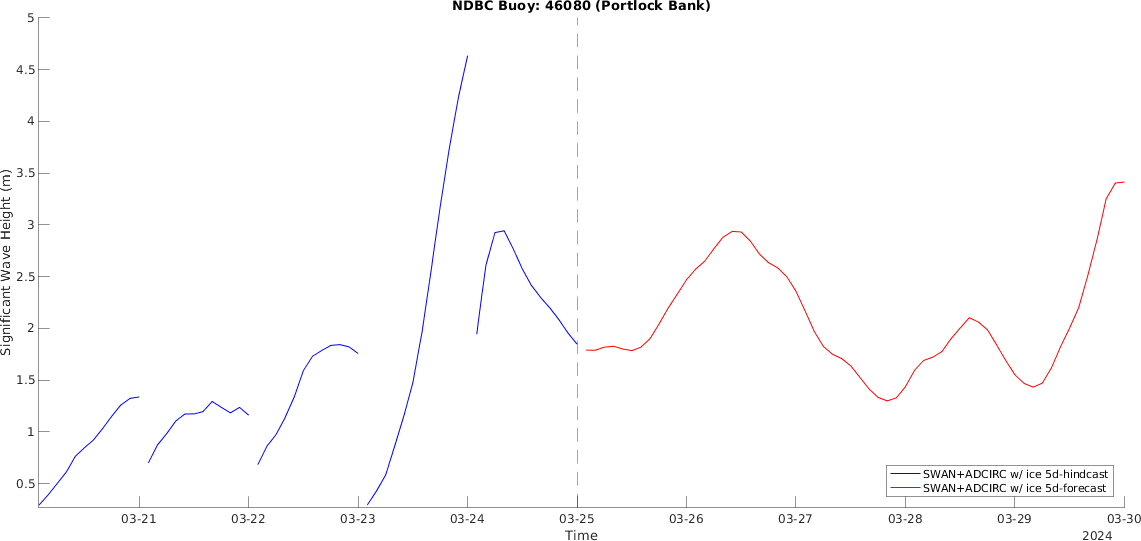 NDBC Buoy: 46080 (Portlock Bank)
Significant Wave Height (m)
5
4.5
4
3.5
3
2.5
2
1.5
1
0.5
SWAN+ADCIRC w/ ice 5d-hindcast
SWAN+ADCIRC w/ ice 5d-forecast
03-21 03-22 03-23 03-24 03-25 03-26 03-27 03-28 03-29 03-30
Time
2024